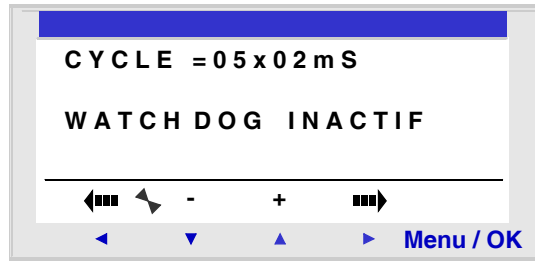 CYCLE =05x02mS
WATCHDOG INACTIF
- +
Menu / OK